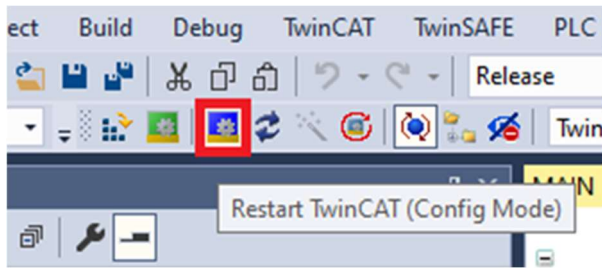 ect Build Debug TwinCAT TwinSAFE PLC
Release
Twin
MAIN
Restart TwinCAT (Config Mode)